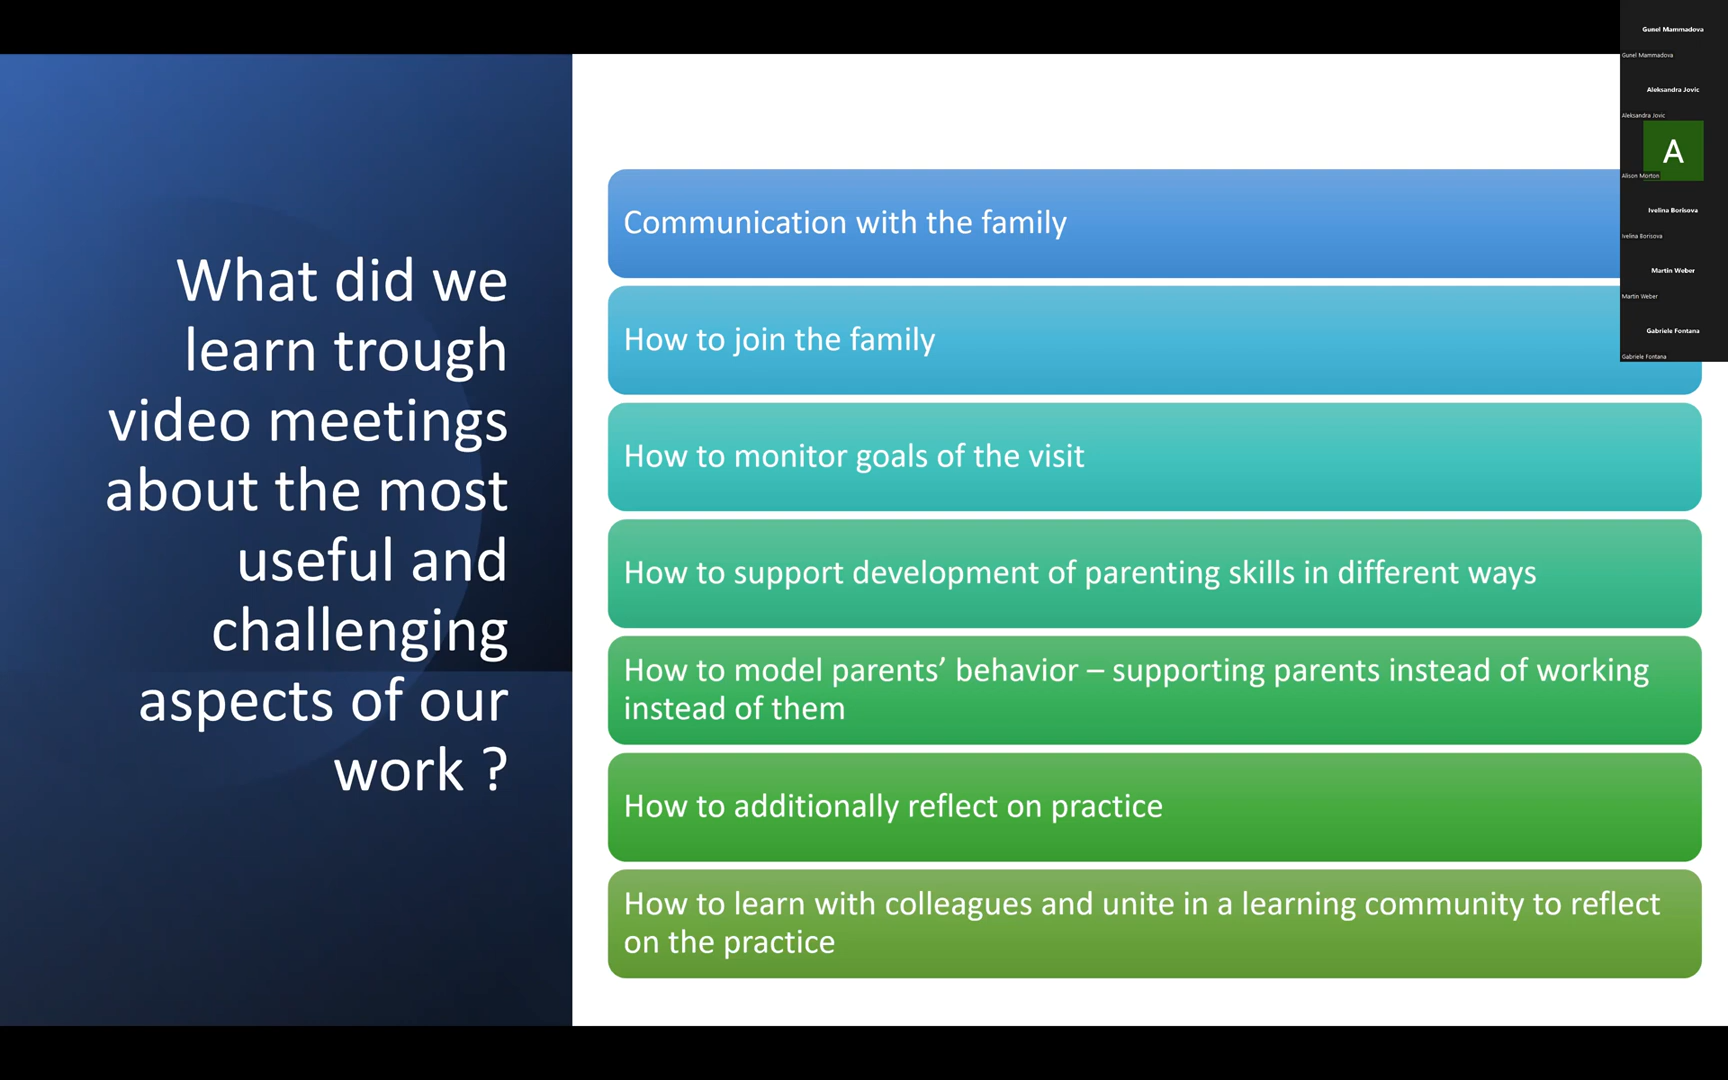 What did we
learn trough
video meetings
about the most
useful and
challenging
aspects of our
work ?
Communication with the family
How to join the family
How to monitor goals of the visit
How to support development of parenting skills in different ways
How to model parents’ behavior – supporting parents instead of working
instead of them
How to additionally reflect on practice
How to learn with colleagues and unite in a learning community to reflect
on the practice
Gunel Mammadova
Gunel Mammadova
Aleksandra Jovic
Aleksandra Jovic
A
Alison Morton
Ivelina Borisova
Ivelina Borisova
Martin Weber
Martin Weber
Gabriele Fontana
Gabriele Fontana